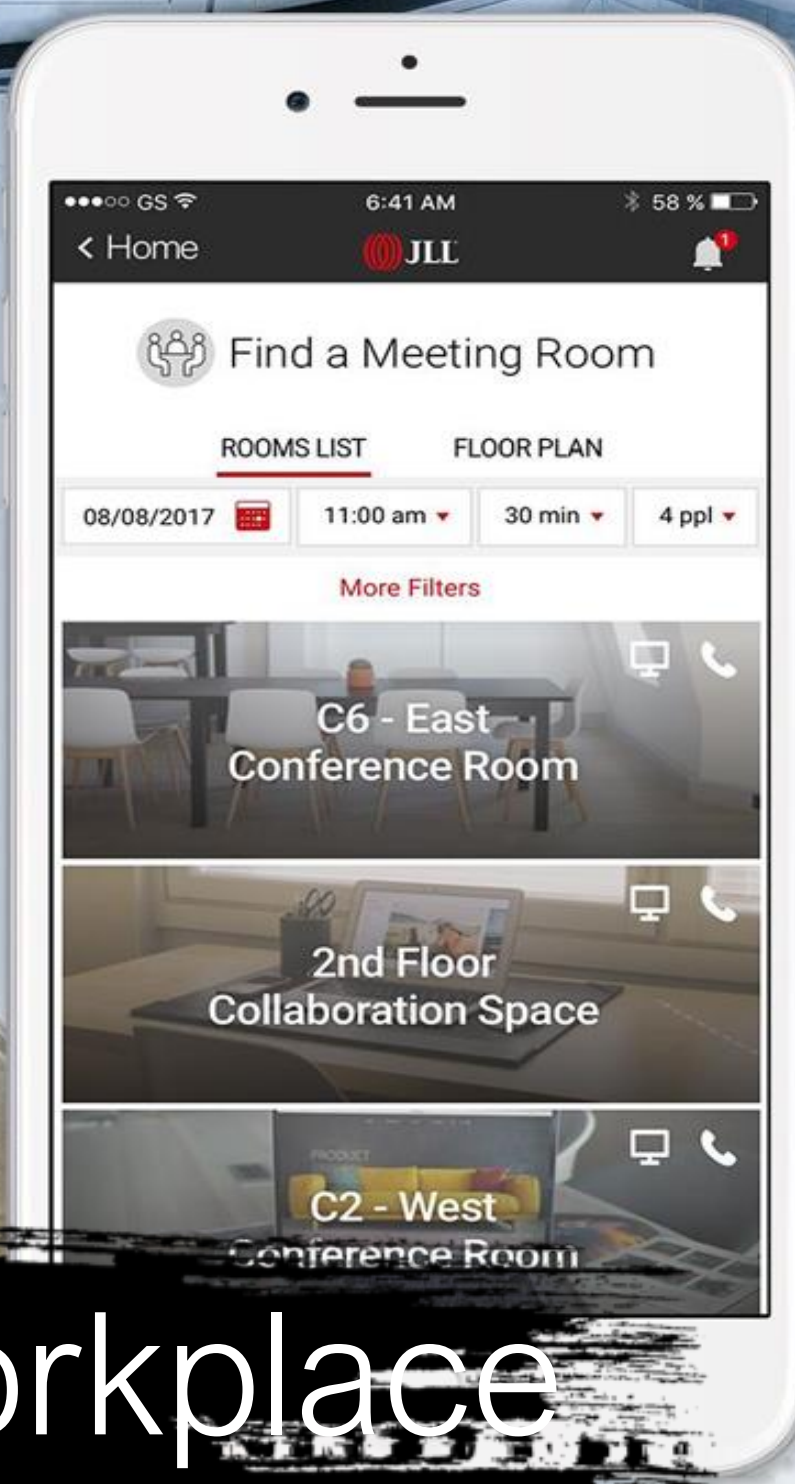 GS 6:41 AM 58 %
< Home JLL 1
Find a Meeting Room
ROOMS LIST FLOOR PLAN
08/08/2017 11:00 am 30 min 4 ppl
More Filters
C6 - East
Conference Room
2nd Floor
Collaboration Space
PRODUCT
C2 - West
Conference Room
orkplace